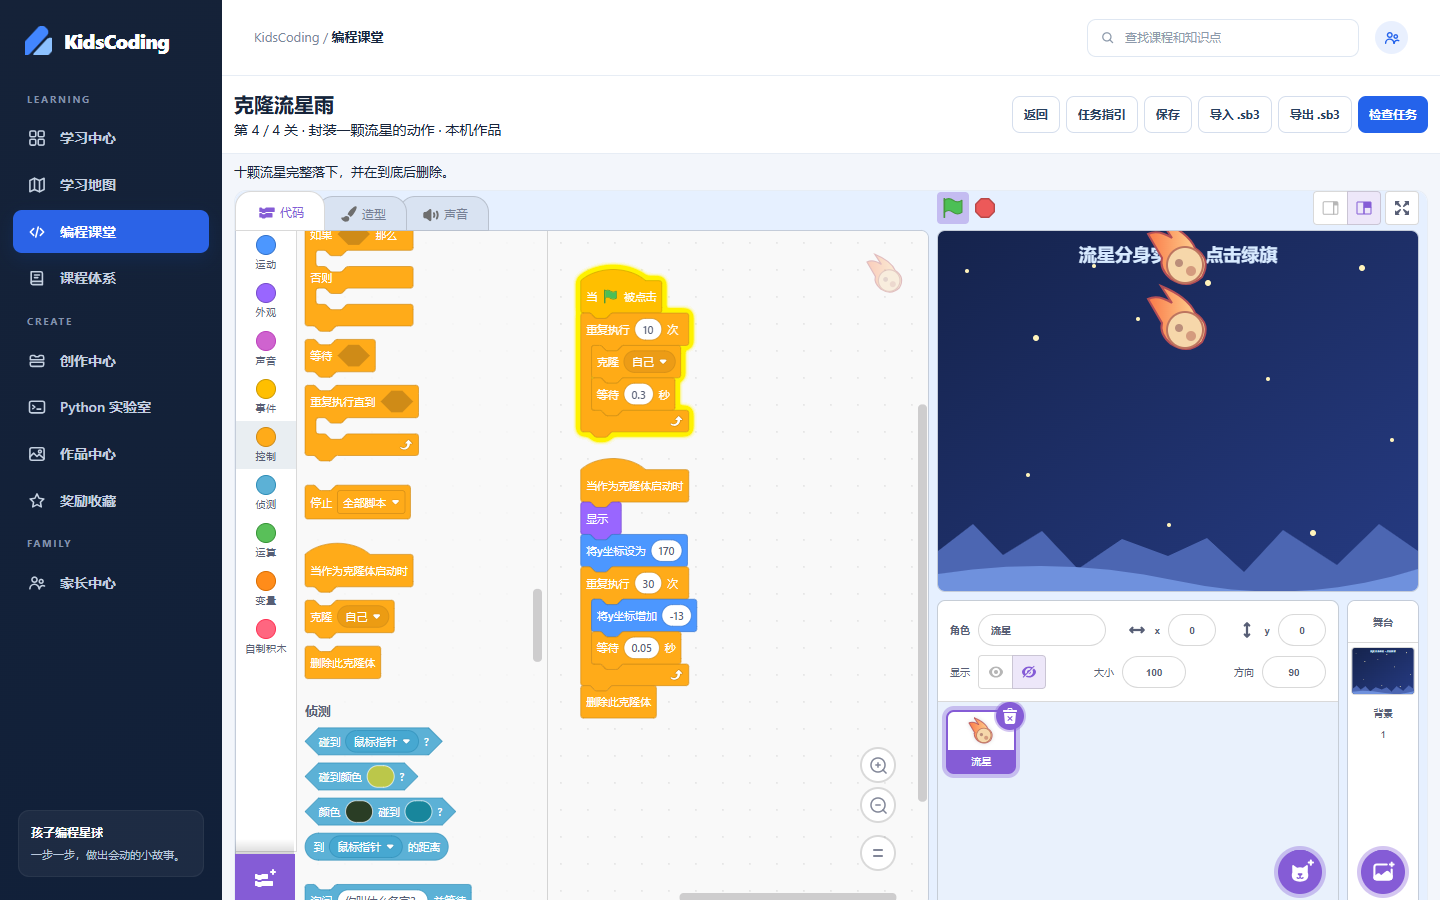 KidsCoding
LEARNING
学习中心
学习地图
编程课堂
课程体系
CREATE
创作中心
Python 实验室
作品中心
奖励收藏
FAMILY
家长中心
孩子编程星球
一步一步，做出会动的小故事。
KidsCoding / 编程课堂
查找课程和知识点
克隆流星雨
第 4 / 4 关 · 封装一颗流星的动作 · 本机作品
返回
任务指引
保存
导入 .sb3
导出 .sb3
检查任务
十颗流星完整落下，并在到底后删除。
代码
造型
声音
运动
外观
声音
事件
控制
侦测
运算
变量
自制积木
如果 那么
否则
等待
重复执行直到
停止 全部脚本
当作为克隆体启动时
克隆 自己
删除此克隆体
侦测
碰到 鼠标指针 ?
碰到颜色 ?
颜色 碰到 ?
到 鼠标指针 的距离
当 被点击
重复执行 10 次
克隆 自己
等待 0.3 秒
当作为克隆体启动时
显示
将y坐标设为 170
重复执行 30 次
将y坐标增加 -13
等待 0.05 秒
删除此克隆体
流星分身实 点击绿旗
角色 流星 x 0 y 0
显示 大小 100 方向 90
流星
舞台
背景
1